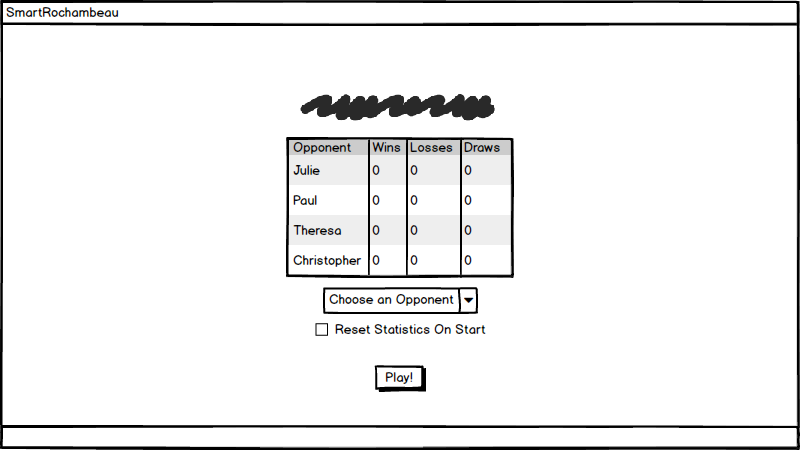 SmartRochambeau
Opponent Wins Losses Draws
Julie 0 0 0
Paul 0 0 0
Theresa 0 0 0
Christopher 0 0 0
Choose an Opponent
Reset Statistics On Start
Play!